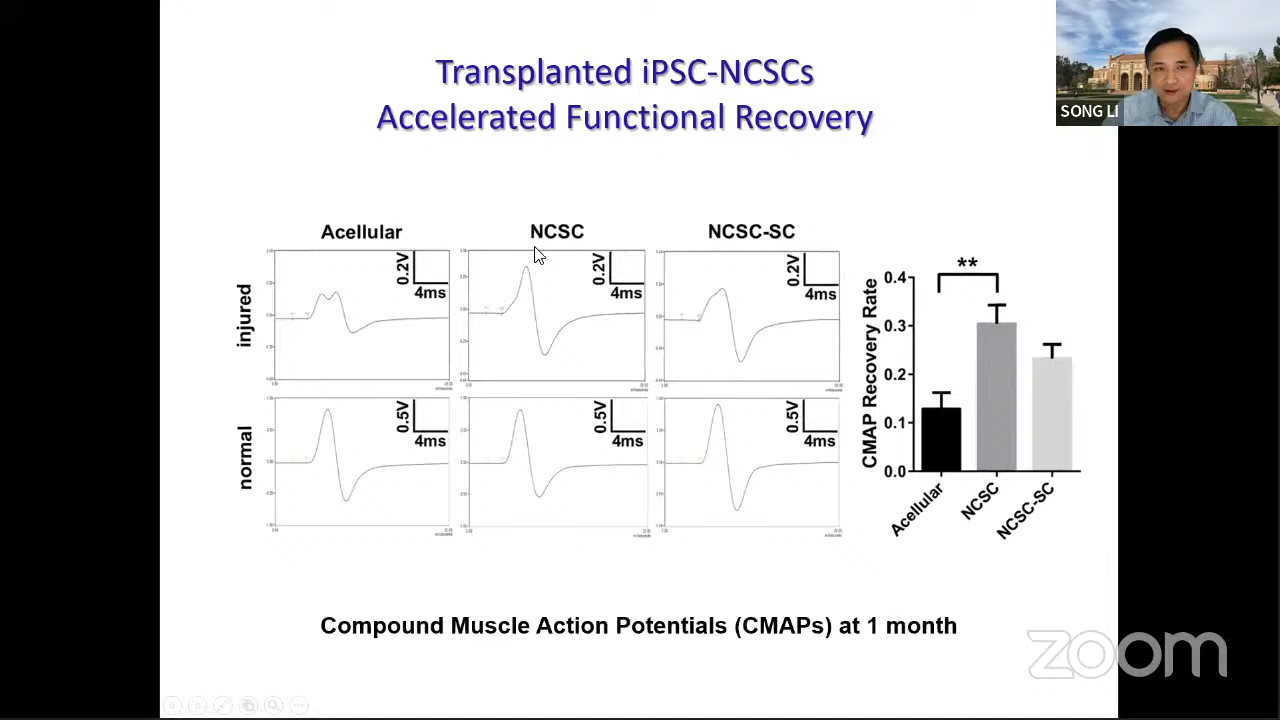 Transplanted iPSC-NCSCs
Accelerated Functional Recovery
SONG LI
Acellular
NCSC
NCSC-SC
injured
0.2V
4ms
0.2V
4ms
0.2V
4ms
normal
0.5V
4ms
0.5V
4ms
0.5V
4ms
CMAP Recovery Rate
**
0.4
0.3
0.2
0.1
0.0
Acellular
NCSC
NCSC-SC
Compound Muscle Action Potentials (CMAPs) at 1 month
zoom